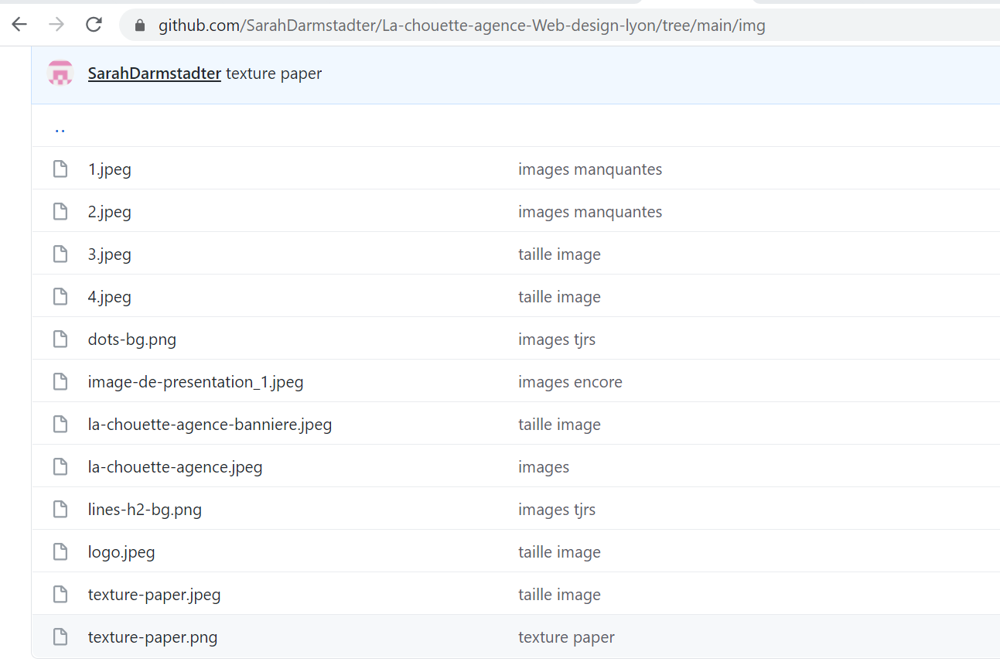 github.com/SarahDarmstadter/La-chouette-agence-Web-design-lyon/tree/main/img
SarahDarmstadter texture paper
..
1.jpeg images manquantes
2.jpeg images manquantes
3.jpeg taille image
4.jpeg taille image
dots-bg.png images tjrs
image-de-presentation_1.jpeg images encore
la-chouette-agence-banniere.jpeg taille image
la-chouette-agence.jpeg images
lines-h2-bg.png images tjrs
logo.jpeg taille image
texture-paper.jpeg taille image
texture-paper.png texture paper